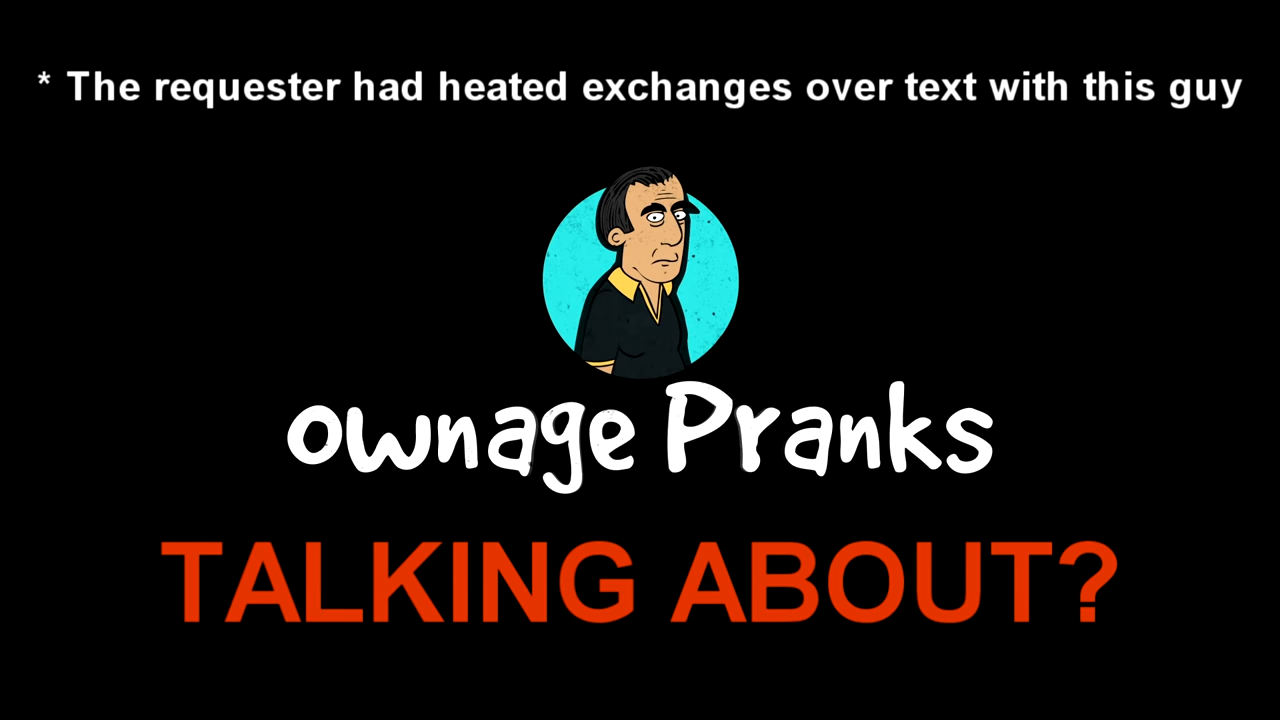 * The requester had heated exchanges over text with this guy
ownage Pranks
TALKING ABOUT?